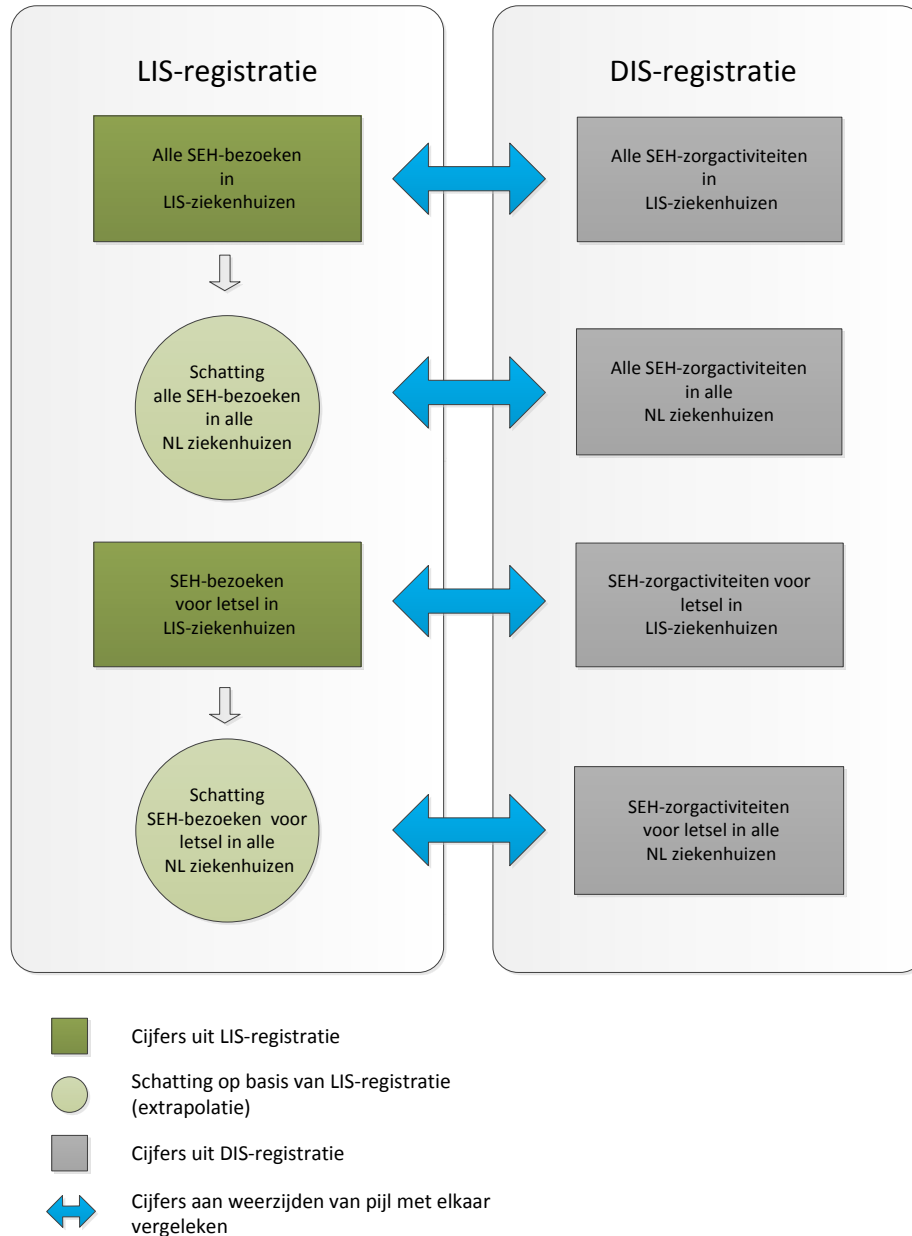 LIS-registratie
Alle SEH-bezoeken
in
LIS-ziekenhuizen
Schatting
alle SEH-bezoeken
in alle
NL ziekenhuizen
SEH-bezoeken
voor letsel in
LIS-ziekenhuizen
Schatting
SEH-bezoeken voor
letsel in alle
NL ziekenhuizen
DIS-registratie
Alle SEH-zorgactiviteiten
in
LIS-ziekenhuizen
Alle SEH-zorgactiviteiten
in alle
NL ziekenhuizen
SEH-zorgactiviteiten voor
letsel in
LIS-ziekenhuizen
SEH-zorgactiviteiten
voor letsel in alle
NL ziekenhuizen
Cijfers uit LIS-registratie
Schatting op basis van LIS-registratie
(extrapolatie)
Cijfers uit DIS-registratie
Cijfers aan weerzijden van pijl met elkaar
vergeleken